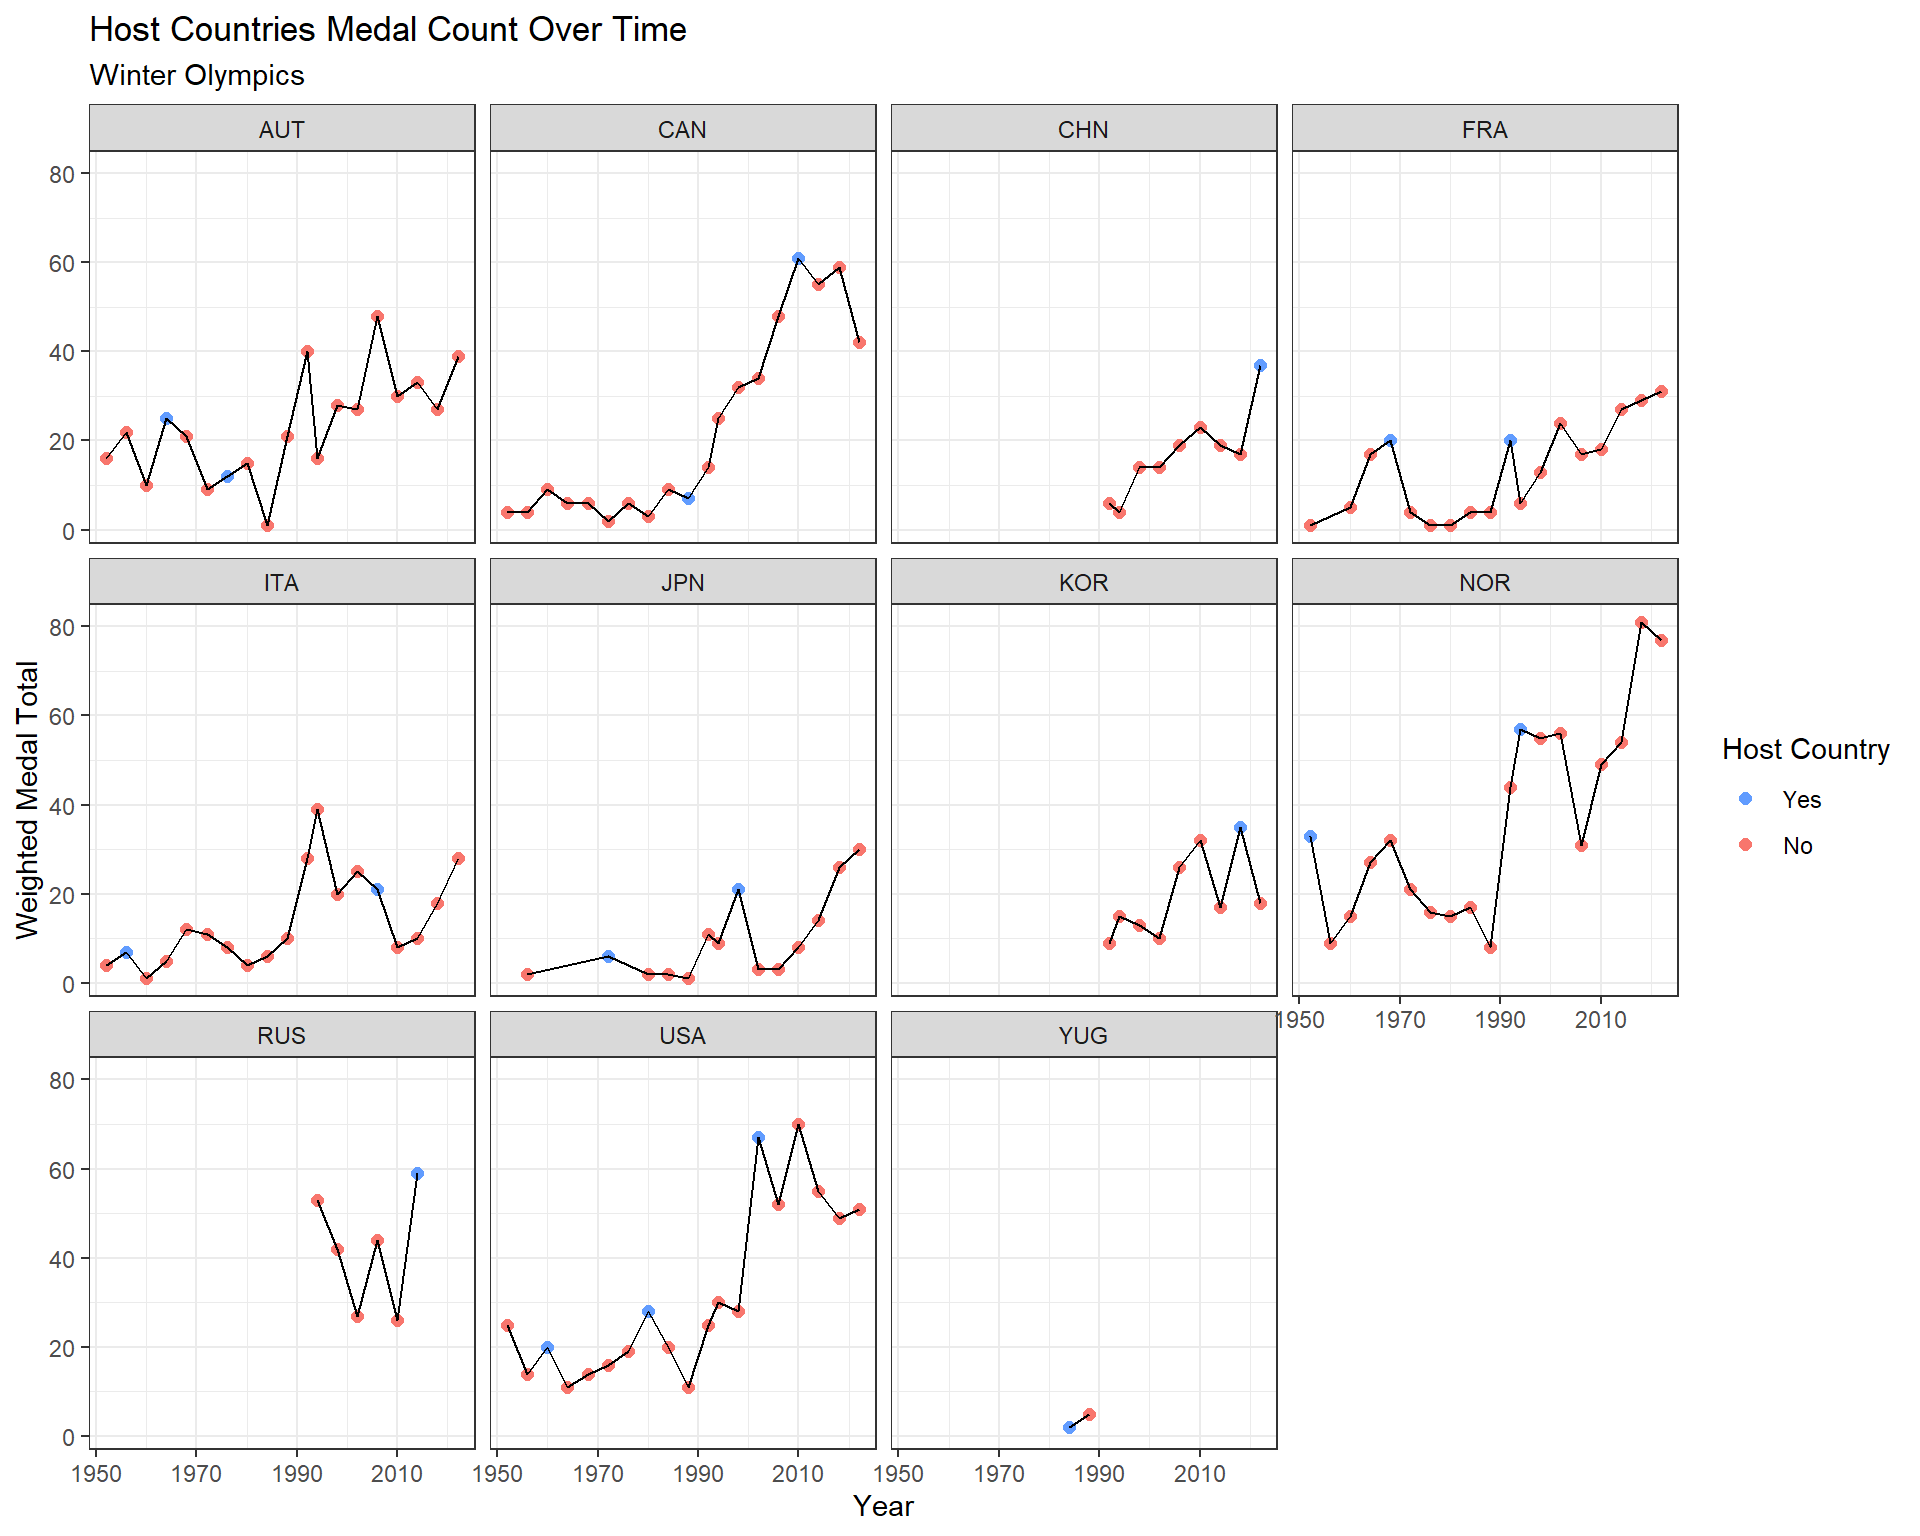 Host Countries Medal Count Over Time
Winter Olympics
AUT CAN CHN FRA
80
60
40
20
0
ITA JPN KOR NOR
80
60
40
20
0
Weighted Medal Total
Host Country
Yes
No
1950 1970 1990 2010
RUS USA YUG
80
60
40
20
0
1950 1970 1990 2010 1950 1970 1990 2010 1950 1970 1990 2010
Year